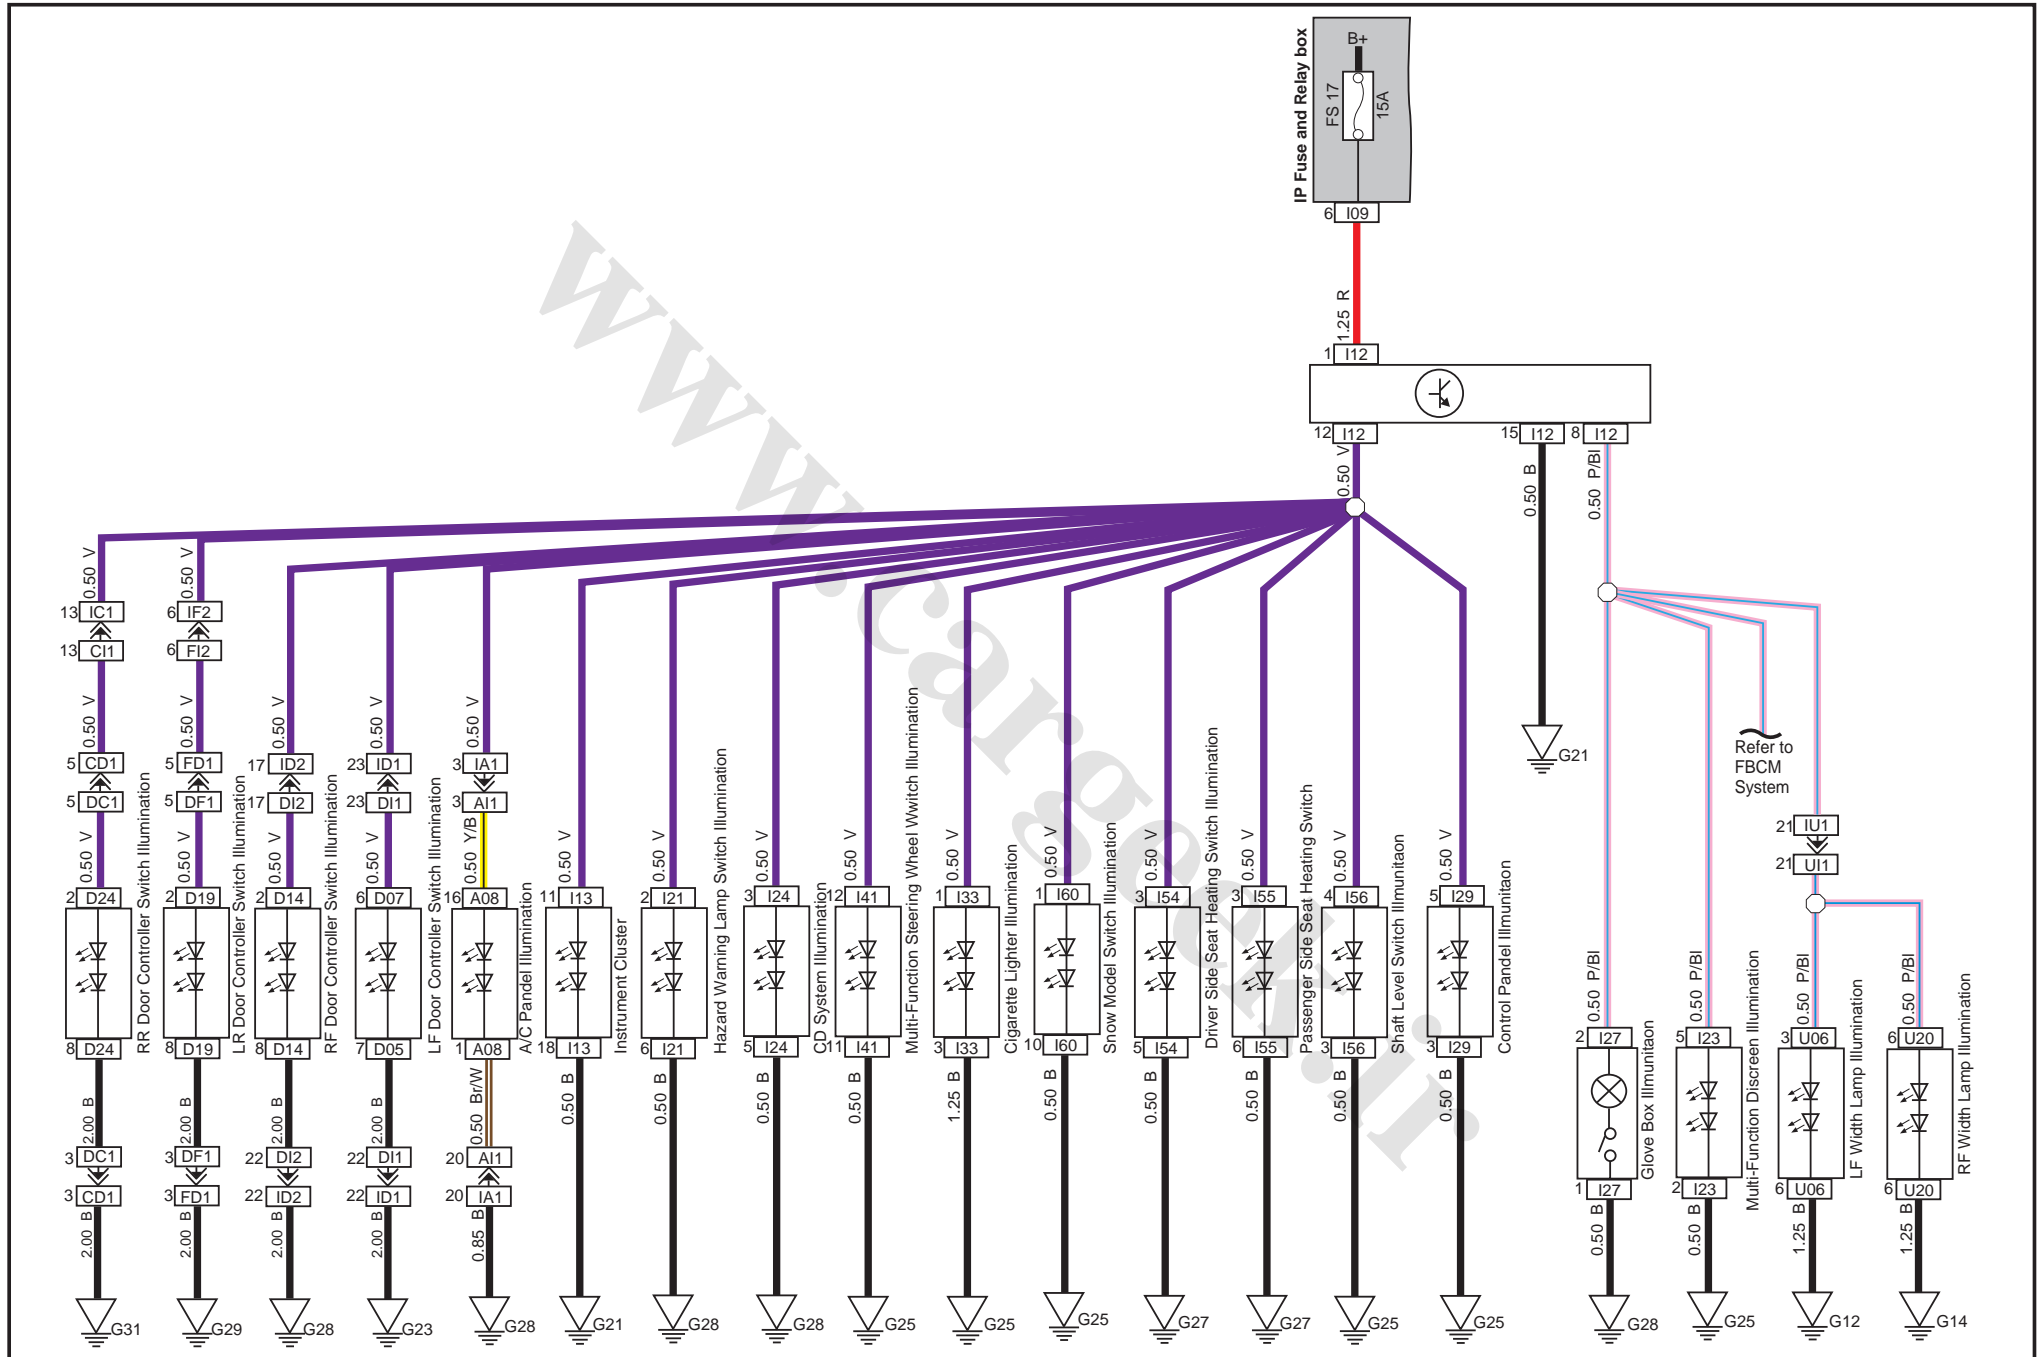 IP Fuse and Relay box
B+
FS 17
15A
6 I09
1.25 R
1 I12
12 I12
15 I12
8 I12
0.50 V
0.50 B
0.50 P/Bl
G21
Refer to
FBCM
System
0.50 V
0.50 V
13 IC1
6 IF2
13 CI1
6 FI2
0.50 V
0.50 V
0.50 V
0.50 V
0.50 V
5 CD1
5 FD1
17 ID2
23 ID1
3 IA1
5 DC1
5 DF1
17 DI2
23 DI1
3 AI1
21 IU1
21 UI1
0.50 V
0.50 V
0.50 V
0.50 V
0.50 Y/B
0.50 V
0.50 V
0.50 V
0.50 V
0.50 V
0.50 V
0.50 V
0.50 V
0.50 V
0.50 V
2 D24
2 D19
2 D14
6 D07
16 A08
11 I13
2 I21
3 I24
12 I41
1 I33
1 I60
3 I54
3 I55
4 I56
5 I29
0.50 P/Bl
0.50 P/Bl
0.50 P/Bl
0.50 P/Bl
2 I27
5 I23
3 U06
6 U20
RR Door Controller Switch Illumination
LR Door Controller Switch Illumination
RF Door Controller Switch Illumination
LF Door Controller Switch Illumination
A/C Pandel Illumination
Instrument Cluster
Hazard Warning Lamp Switch Illumination
CD System Illumination
Multi-Function Steering Wheel Wwitch Illumination
Cigarette Lighter Illumination
Snow Model Switch Illumination
Driver Side Seat Heating Switch Illumination
Passenger Side Seat Heating Switch
Shaft Level Switch Illmunitaon
Control Pandel Illmunitaon
Glove Box Illmunitaon
Multi-Function Discreen Illumination
LF Width Lamp Illumination
RF Width Lamp Illumination
8 D24
8 D19
8 D14
7 D05
1 A08
18 I13
6 I21
5 I24
11 I41
3 I33
10 I60
5 I54
6 I55
3 I56
3 I29
2.00 B
2.00 B
2.00 B
2.00 B
0.50 Br/W
0.50 B
0.50 B
0.50 B
0.50 B
1.25 B
0.50 B
0.50 B
0.50 B
0.50 B
0.50 B
3 DC1
3 DF1
22 DI2
22 DI1
20 AI1
3 CD1
3 FD1
22 ID2
22 ID1
20 IA1
1 I27
2 I23
6 U06
6 U20
2.00 B
2.00 B
2.00 B
2.00 B
0.85 B
0.50 B
0.50 B
1.25 B
1.25 B
G31
G29
G28
G23
G28
G21
G28
G28
G25
G25
G25
G27
G27
G25
G25
G28
G25
G12
G14
www.cargeek.ir